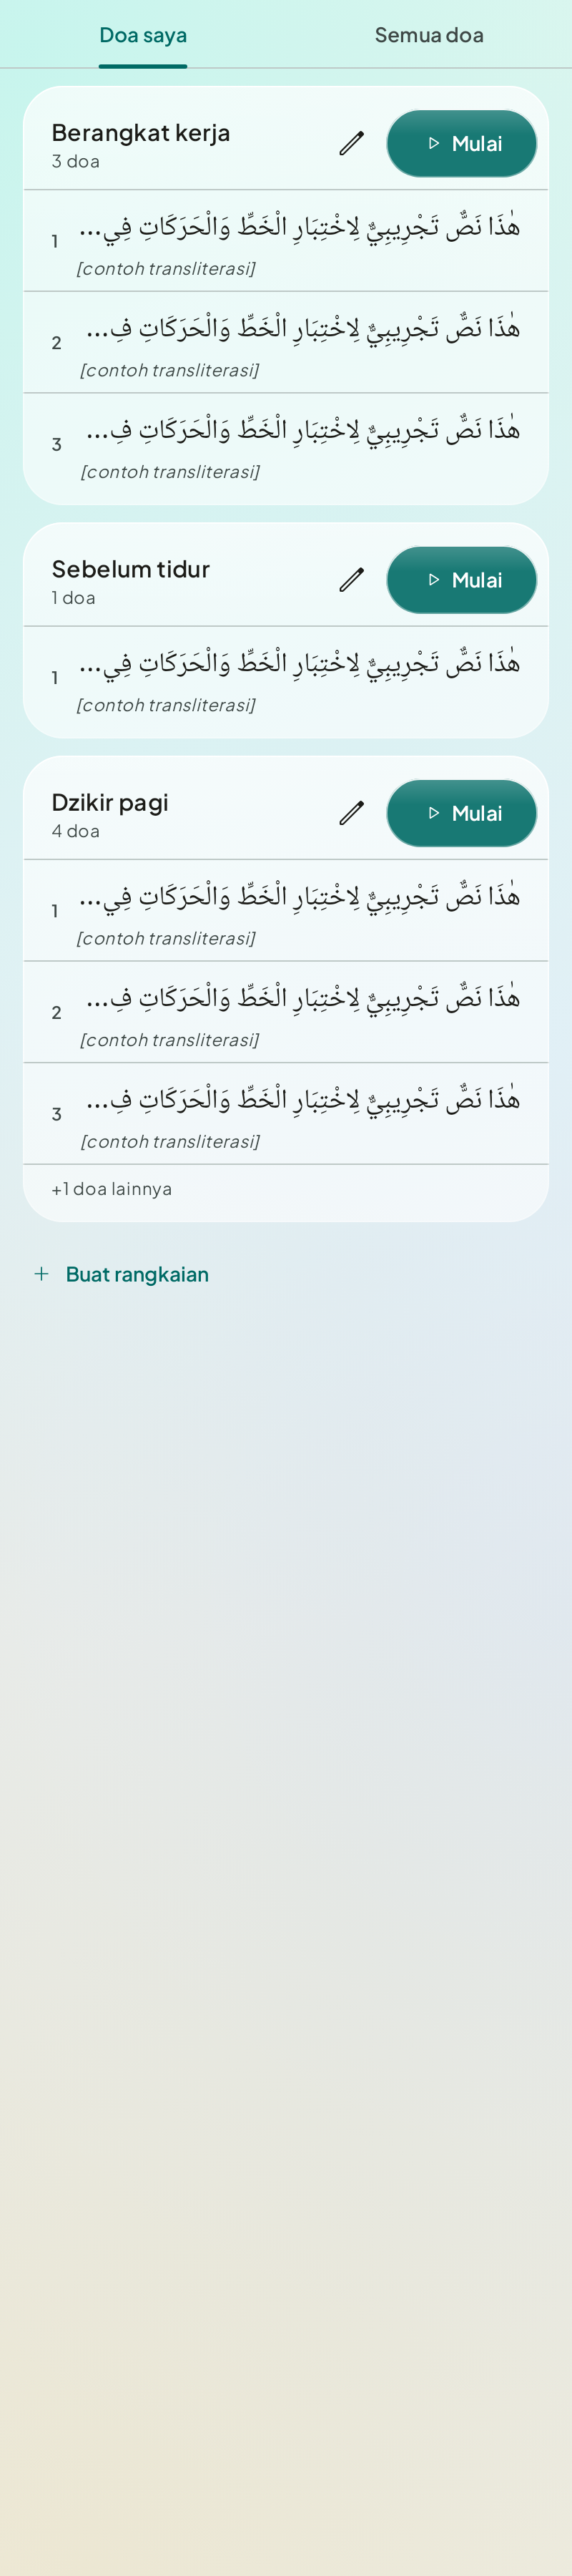 Doa saya
Semua doa
Berangkat kerja
3 doa
Mulai
1
هٰذَا نَصٌّ تَجْرِيبِيٌّ لِاخْتِبَارِ الْخَطِّ وَالْحَرَكَاتِ فِي...
[contoh transliterasi]
2
هٰذَا نَصٌّ تَجْرِيبِيٌّ لِاخْتِبَارِ الْخَطِّ وَالْحَرَكَاتِ فِ...
[contoh transliterasi]
3
هٰذَا نَصٌّ تَجْرِيبِيٌّ لِاخْتِبَارِ الْخَطِّ وَالْحَرَكَاتِ فِ...
[contoh transliterasi]
Sebelum tidur
1 doa
Mulai
1
هٰذَا نَصٌّ تَجْرِيبِيٌّ لِاخْتِبَارِ الْخَطِّ وَالْحَرَكَاتِ فِي...
[contoh transliterasi]
Dzikir pagi
4 doa
Mulai
1
هٰذَا نَصٌّ تَجْرِيبِيٌّ لِاخْتِبَارِ الْخَطِّ وَالْحَرَكَاتِ فِي...
[contoh transliterasi]
2
هٰذَا نَصٌّ تَجْرِيبِيٌّ لِاخْتِبَارِ الْخَطِّ وَالْحَرَكَاتِ فِ...
[contoh transliterasi]
3
هٰذَا نَصٌّ تَجْرِيبِيٌّ لِاخْتِبَارِ الْخَطِّ وَالْحَرَكَاتِ فِ...
[contoh transliterasi]
+1 doa lainnya
Buat rangkaian